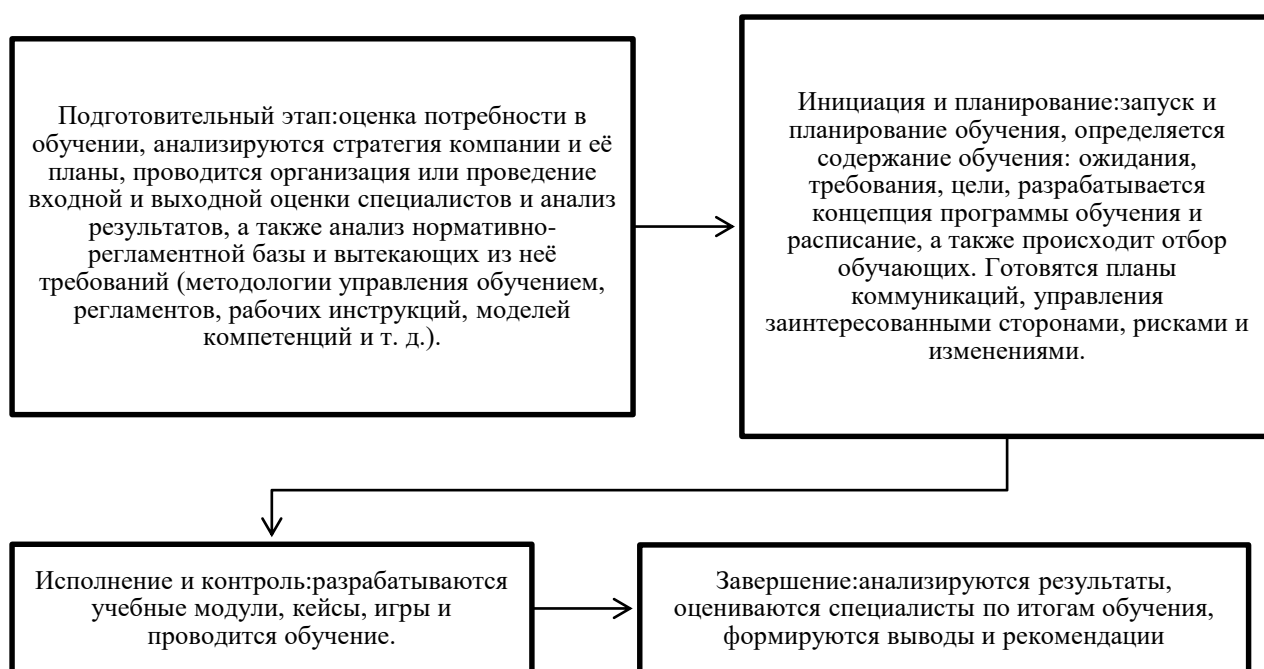 Подготовительный этап:оценка потребности в
обучении, анализируются стратегия компании и её
планы, проводится организация или проведение
входной и выходной оценки специалистов и анализ
результатов, а также анализ нормативно-
регламентной базы и вытекающих из неё
требований (методологии управления обучением,
регламентов, рабочих инструкций, моделей
компетенций и т. д.).
Инициация и планирование:запуск и
планирование обучения, определяется
содержание обучения: ожидания,
требования, цели, разрабатывается
концепция программы обучения и
расписание, а также происходит отбор
обучающих. Готовятся планы
коммуникаций, управления
заинтересованными сторонами, рисками и
изменениями.
Исполнение и контроль:разрабатываются
учебные модули, кейсы, игры и
проводится обучение.
Завершение:анализируются результаты,
оцениваются специалисты по итогам обучения,
формируются выводы и рекомендации